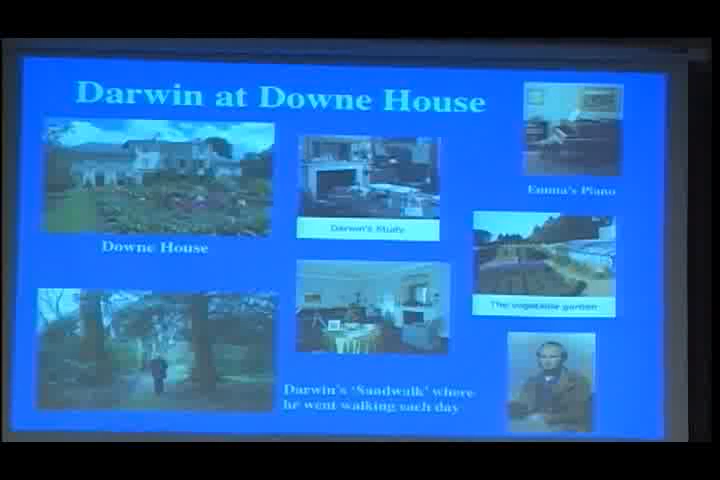 Darwin at Downe House
Emma's Piano
Darwin's Study
Downe House
The vegetable garden
Darwin's 'Sandwalk' where
he went walking each day